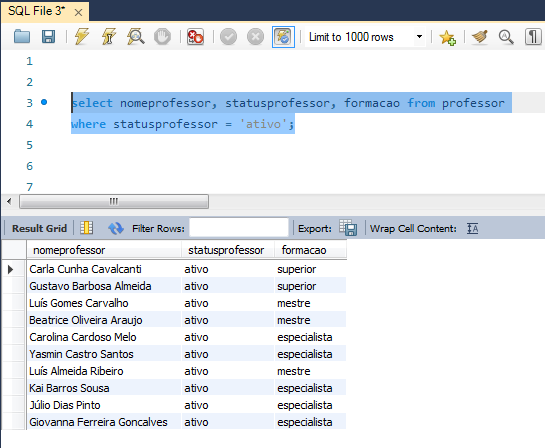 SQL File 3*
Limit to 1000 rows
1
2
3 select nomeprofessor, statusprofessor, formacao from professor
4 where statusprofessor = 'ativo';
5
6
7
Result Grid Filter Rows: Export: Wrap Cell Content:
nomeprofessor statusprofessor formacao
Carla Cunha Cavalcanti ativo superior
Gustavo Barbosa Almeida ativo superior
Luís Gomes Carvalho ativo mestre
Beatrice Oliveira Araujo ativo mestre
Carolina Cardoso Melo ativo especialista
Yasmin Castro Santos ativo especialista
Luís Almeida Ribeiro ativo mestre
Kai Barros Sousa ativo especialista
Júlio Dias Pinto ativo especialista
Giovanna Ferreira Goncalves ativo especialista